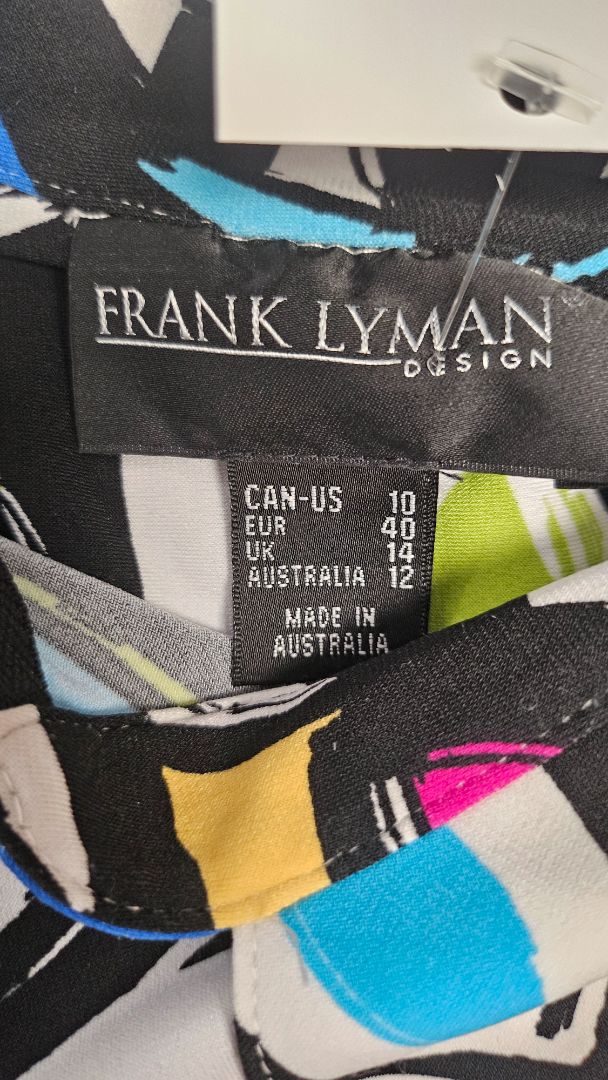 FRANK LYMAN
DESIGN
CAN-US 10
EUR 40
UK 14
AUSTRALIA 12
MADE IN
AUSTRALIA